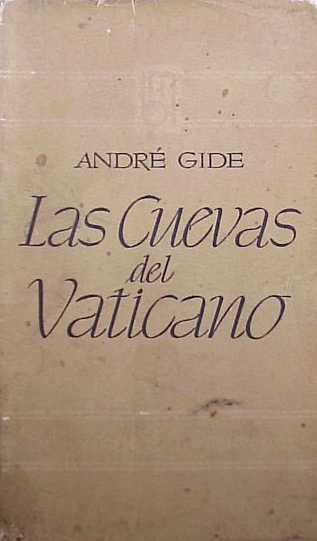 ANDRÉ GIDE
Las Cuevas
del
Vaticano